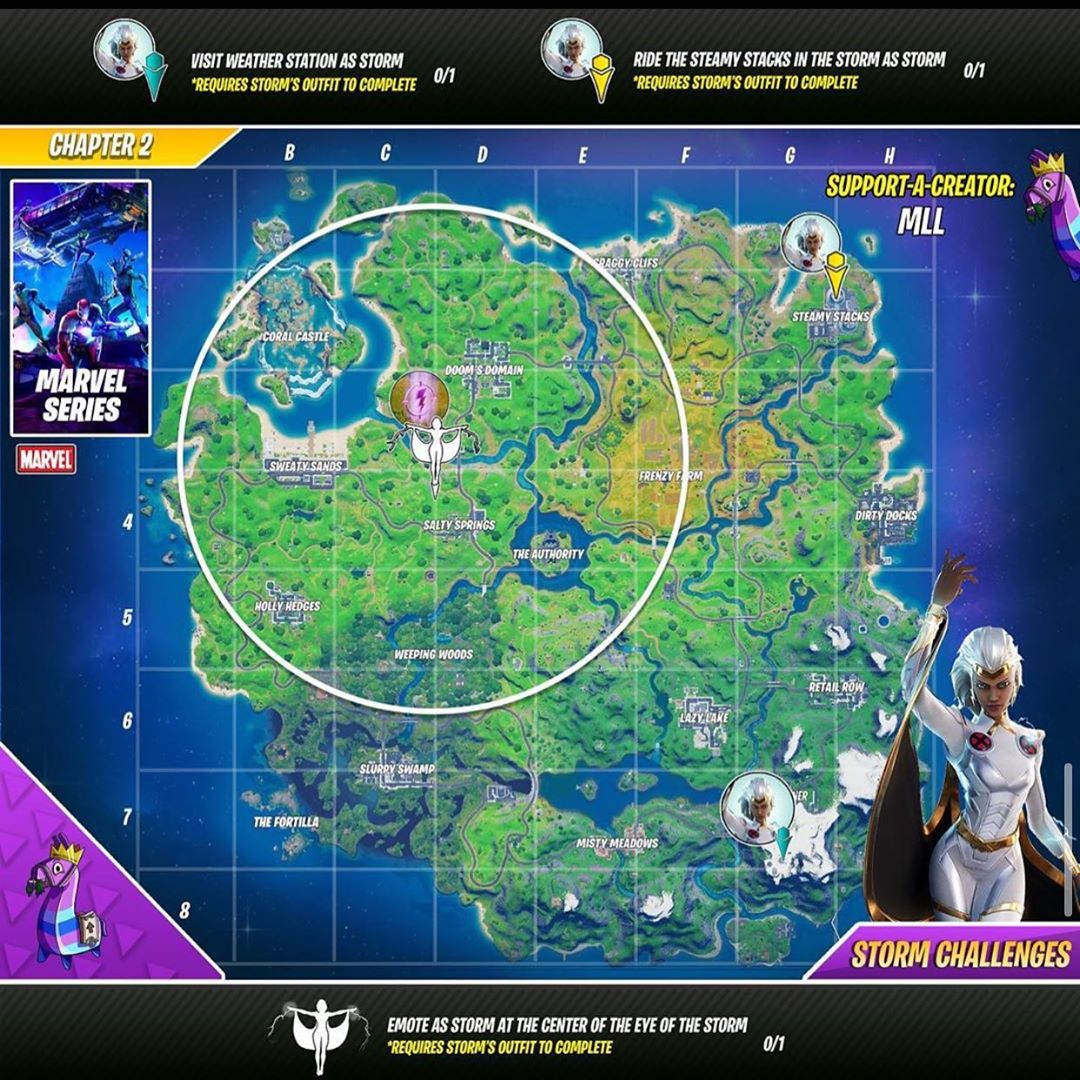 VISIT WEATHER STATION AS STORM
*REQUIRES STORM'S OUTFIT TO COMPLETE
0/1
RIDE THE STEAMY STACKS IN THE STORM AS STORM
*REQUIRES STORM'S OUTFIT TO COMPLETE
0/1
CHAPTER 2
B C D E F G H
SUPPORT-A-CREATOR:
MLL
MARVEL
SERIES
MARVEL
CRAGGY CLIFS
STEAMY STACKS
CORAL CASTLE
DOOM'S DOMAIN
SWEATY SANDS
FRENZY FARM
4
SALTY SPRINGS
DIRTY DOCKS
THE AUTHORITY
5
HOLLY HEDGES
WEEPING WOODS
RETAIL ROW
6
LAZY LAKE
SLURPY SWAMP
7
THE FORTILLA
MISTY MEADOWS
8
STORM CHALLENGES
EMOTE AS STORM AT THE CENTER OF THE EYE OF THE STORM
*REQUIRES STORM'S OUTFIT TO COMPLETE
0/1